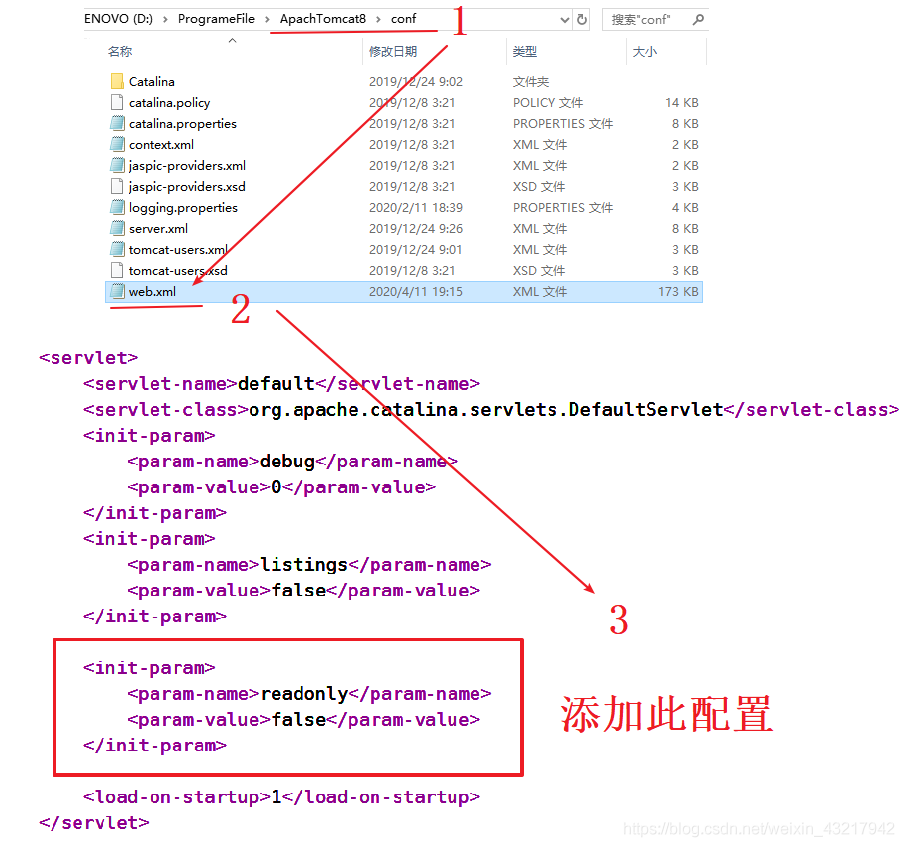 ENOVO (D:) > ProgrameFile > ApachTomcat8 > conf
搜索"conf"
1
名称 修改日期 类型 大小
Catalina 2019/12/24 9:02 文件夹
catalina.policy 2019/12/8 3:21 POLICY 文件 14 KB
catalina.properties 2019/12/8 3:21 PROPERTIES 文件 8 KB
context.xml 2019/12/8 3:21 XML 文件 2 KB
jaspic-providers.xml 2019/12/8 3:21 XML 文件 2 KB
jaspic-providers.xsd 2019/12/8 3:21 XSD 文件 3 KB
logging.properties 2020/2/11 18:39 PROPERTIES 文件 4 KB
server.xml 2019/12/24 9:26 XML 文件 8 KB
tomcat-users.xml 2019/12/24 9:01 XML 文件 3 KB
tomcat-users.xsd 2019/12/8 3:21 XSD 文件 3 KB
web.xml 2020/4/11 19:15 XML 文件 173 KB
2
<servlet>
<servlet-name>default</servlet-name>
<servlet-class>org.apache.catalina.servlets.DefaultServlet</servlet-class>
<init-param>
<param-name>debug</param-name>
<param-value>0</param-value>
</init-param>
<init-param>
<param-name>listings</param-name>
<param-value>false</param-value>
</init-param>
3
<init-param>
<param-name>readonly</param-name>
<param-value>false</param-value>
</init-param>
添加此配置
<load-on-startup>1</load-on-startup>
</servlet>
https://blog.csdn.net/weixin_43217942